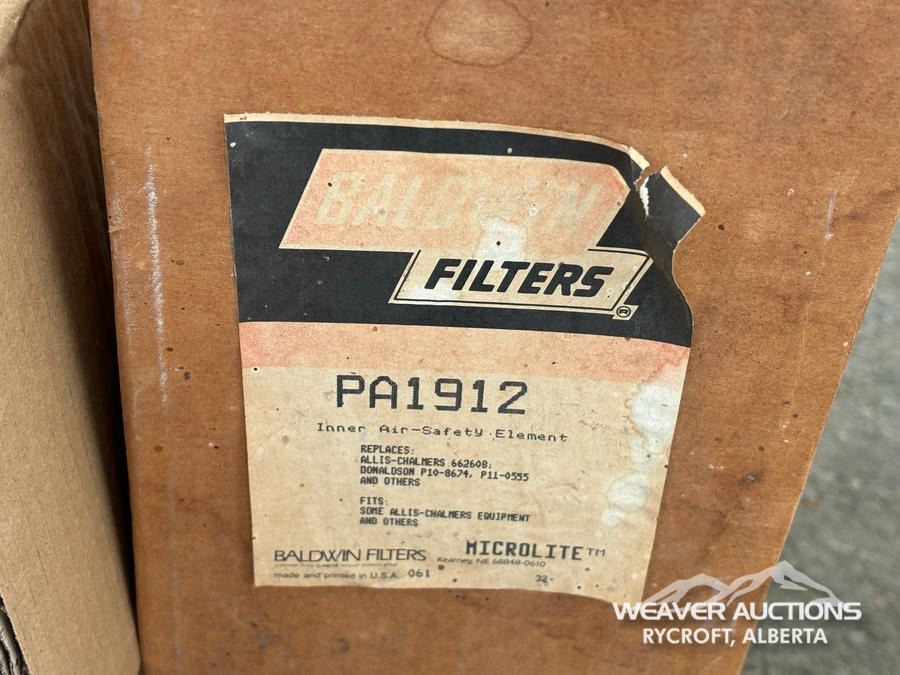 BALDWIN
FILTERS
®
PA1912
Inner Air-Safety Element
REPLACES:
ALLIS-CHALMERS 662608;
DONALDSON P10-8674, P11-0555
AND OTHERS
FITS:
SOME ALLIS-CHALMERS EQUIPMENT
AND OTHERS
BALDWIN FILTERS MICROLITE™
Kearney, NE 68848-0610
made and printed in U.S.A. 061
WEAVER AUCTIONS
RYCROFT, ALBERTA